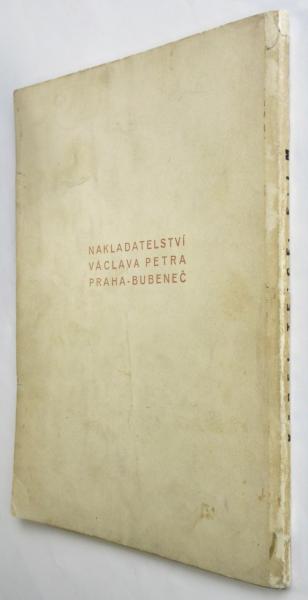 NAKLADATELSTVÍ
VÁCLAVA PETRA
PRAHA-BUBENEČ